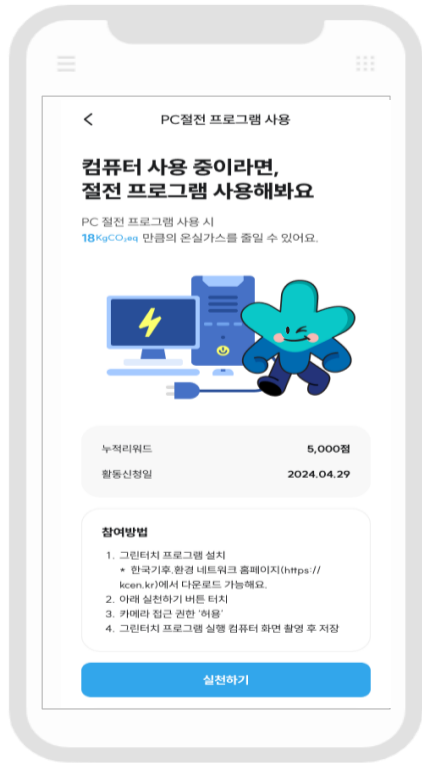 PC절전 프로그램 사용
컴퓨터 사용 중이라면,
절전 프로그램 사용해봐요
PC 절전 프로그램 사용 시
18KgCO₂eq 만큼의 온실가스를 줄일 수 있어요.
누적리워드 5,000점
활동신청일 2024.04.29
참여방법
1. 그린터치 프로그램 설치
* 한국기후.환경 네트워크 홈페이지(https://
kcen.kr)에서 다운로드 가능해요.
2. 아래 실천하기 버튼 터치
3. 카메라 접근 권한 ‘허용’
4. 그린터치 프로그램 실행 컴퓨터 화면 촬영 후 저장
실천하기